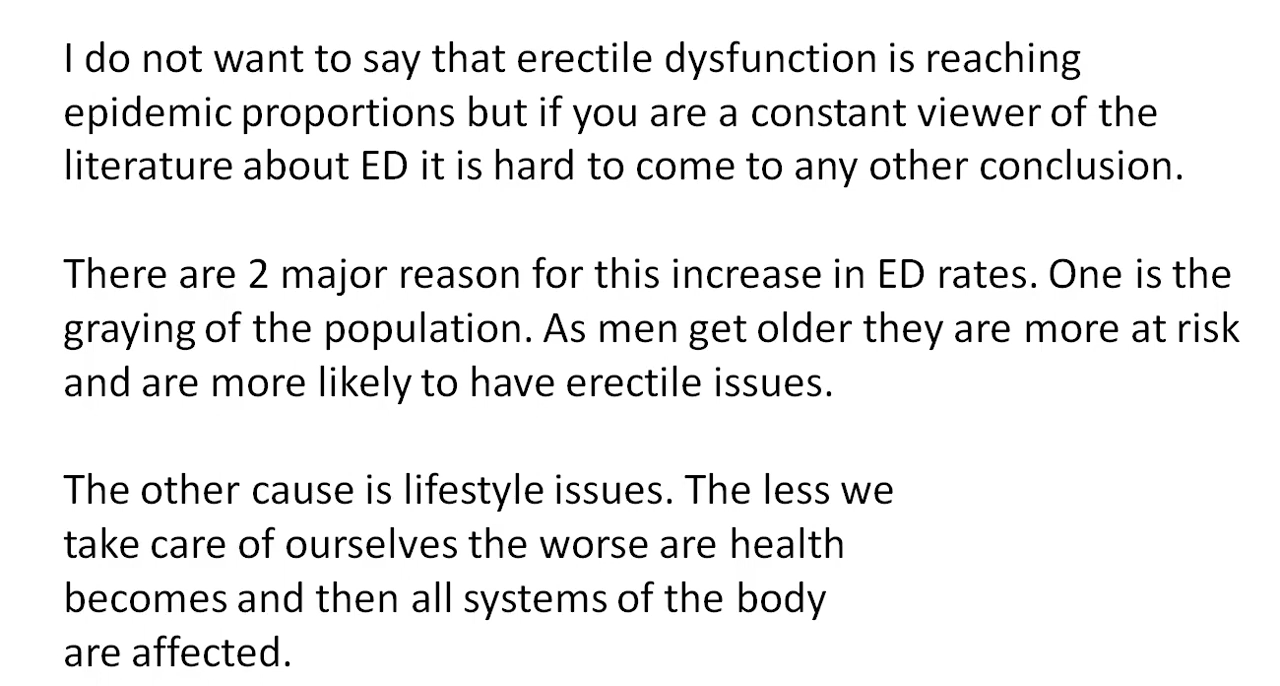 I do not want to say that erectile dysfunction is reaching
epidemic proportions but if you are a constant viewer of the
literature about ED it is hard to come to any other conclusion.
There are 2 major reason for this increase in ED rates. One is the
graying of the population. As men get older they are more at risk
and are more likely to have erectile issues.
The other cause is lifestyle issues. The less we
take care of ourselves the worse are health
becomes and then all systems of the body
are affected.